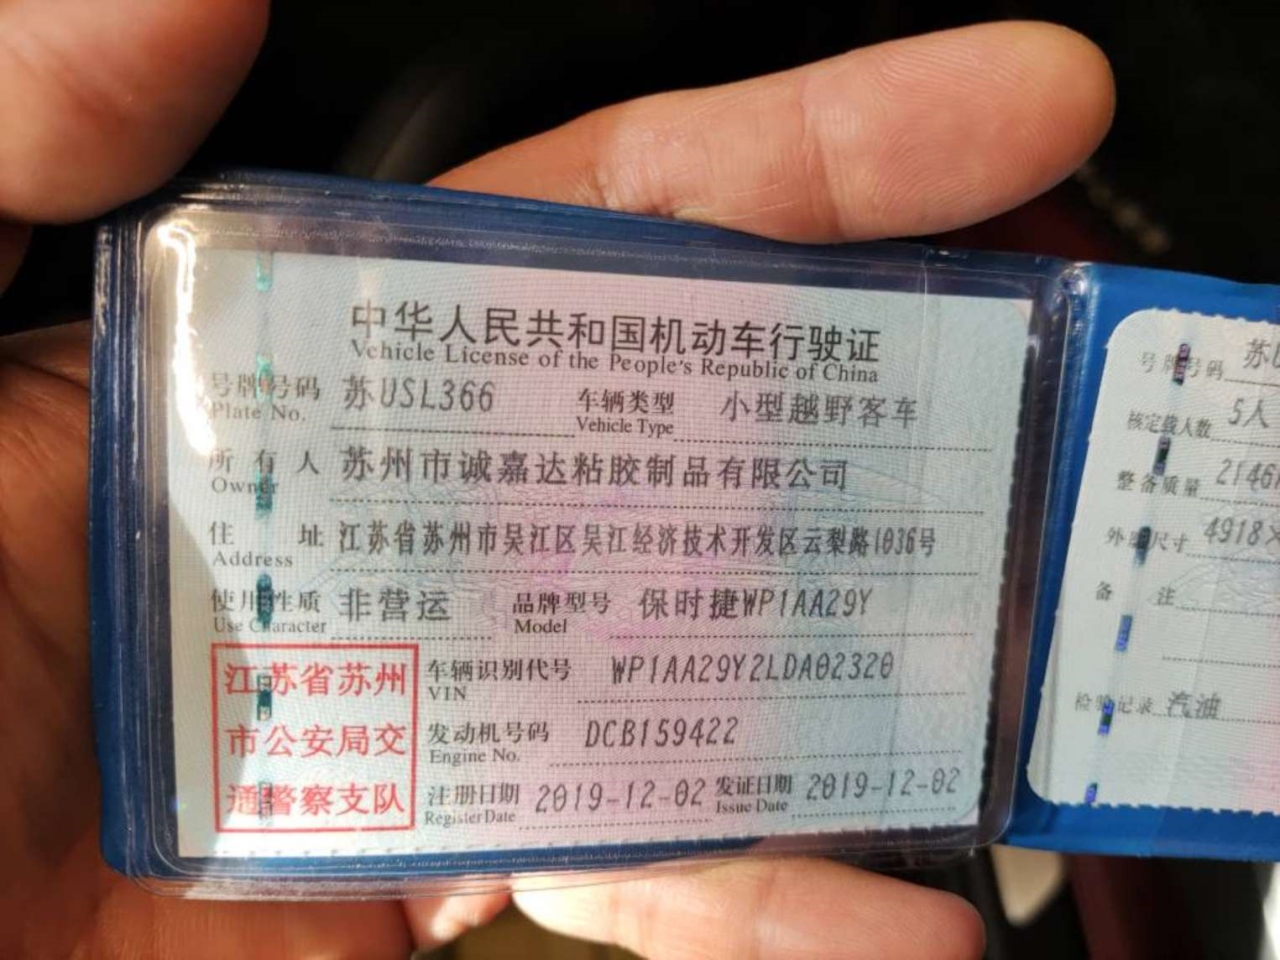 中华人民共和国机动车行驶证
Vehicle License of the People's Republic of China
号牌号码 苏USL366 车辆类型 小型越野客车
Plate No. Vehicle Type
所有人 苏州市诚嘉达粘胶制品有限公司
Owner
住址 江苏省苏州市吴江区吴江经济技术开发区云梨路1036号
Address
使用性质 非营运 品牌型号 保时捷WP1AA29Y
Use Character Model
江苏省苏州
市公安局交
通警察支队
车辆识别代号 WP1AA29Y2LDA02320
VIN
发动机号码 DCB159422
Engine No.
注册日期 2019-12-02 发证日期 2019-12-02
Register Date Issue Date
号牌号码 苏U
核定载人数 5人
整备质量 2146
外廓尺寸 4918×
备注
检验记录 汽油